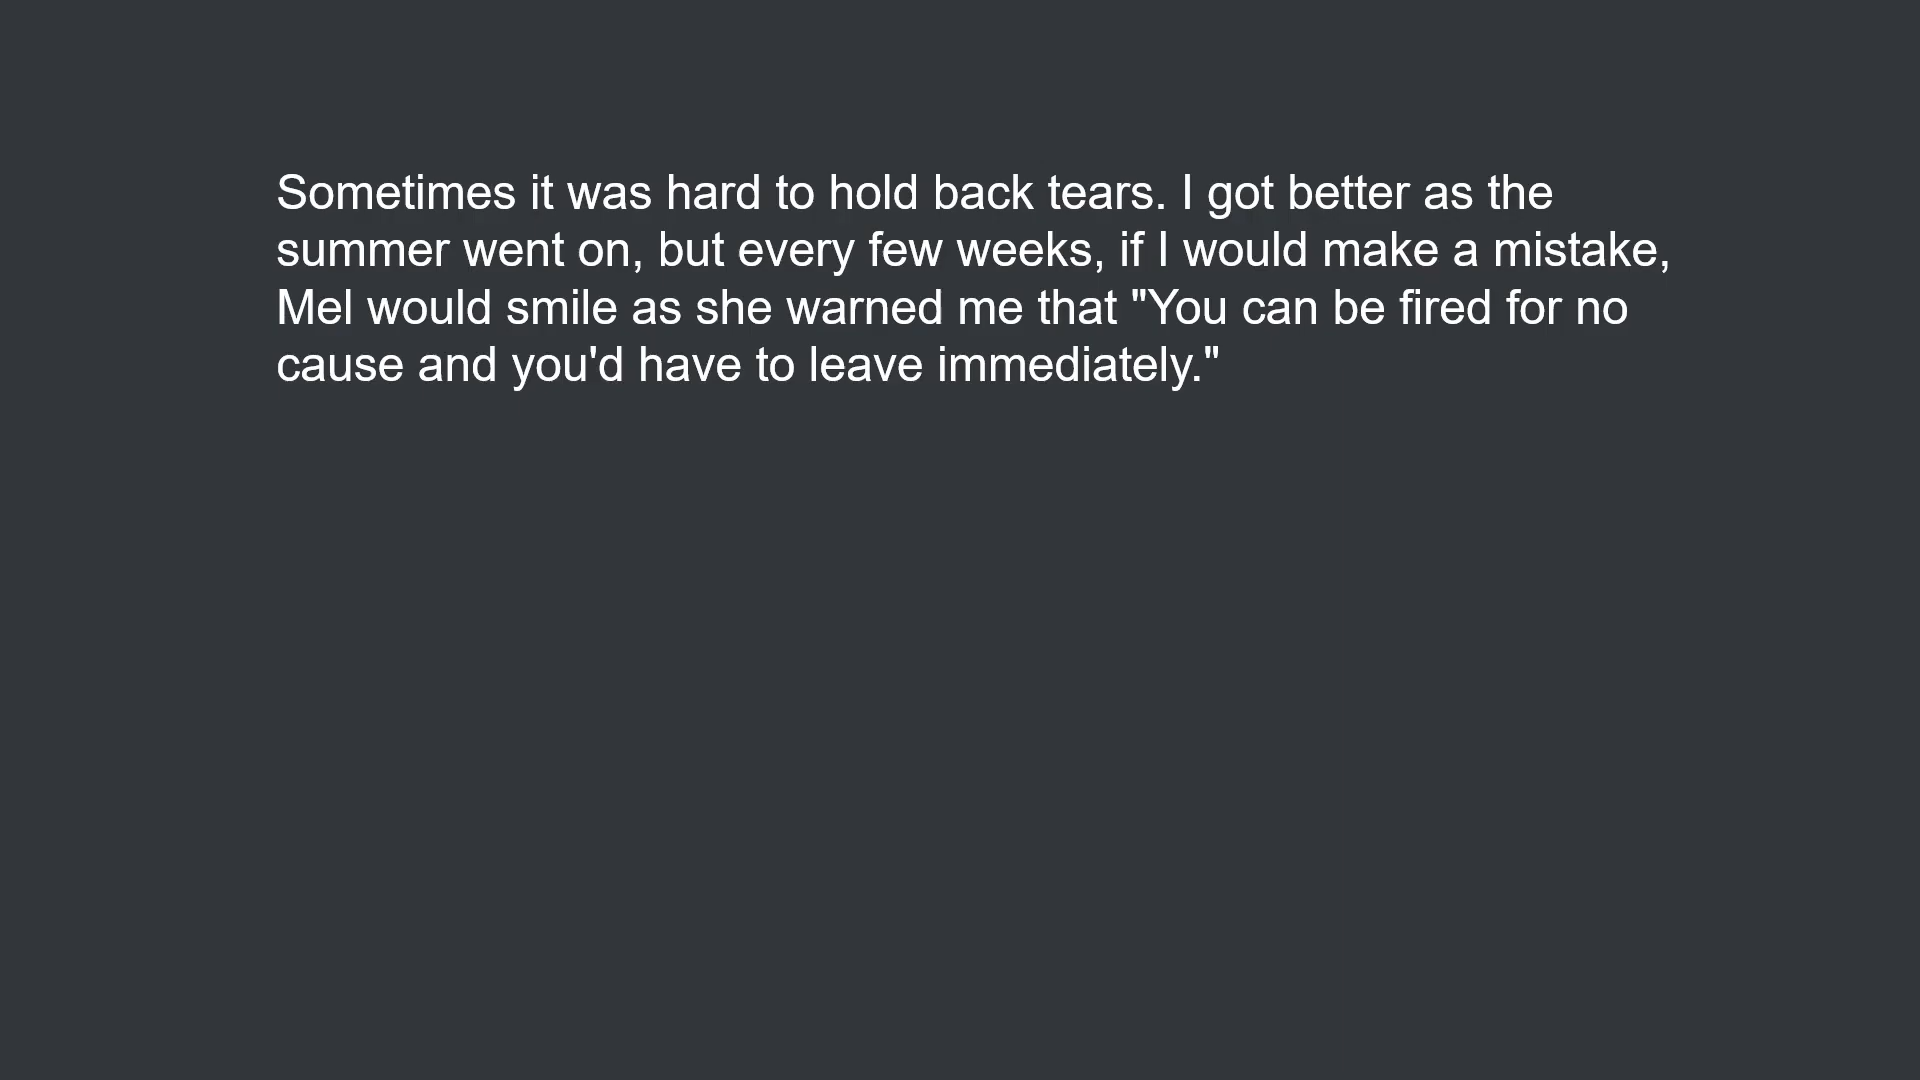 Sometimes it was hard to hold back tears. I got better as the
summer went on, but every few weeks, if I would make a mistake,
Mel would smile as she warned me that "You can be fired for no
cause and you'd have to leave immediately."